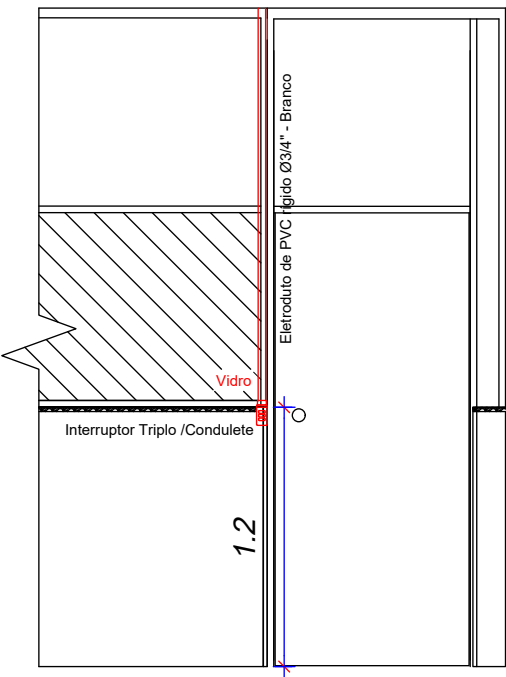 Eletroduto de PVC rígido Ø3/4" - Branco
Vidro
Interruptor Triplo /Condulete
1.2